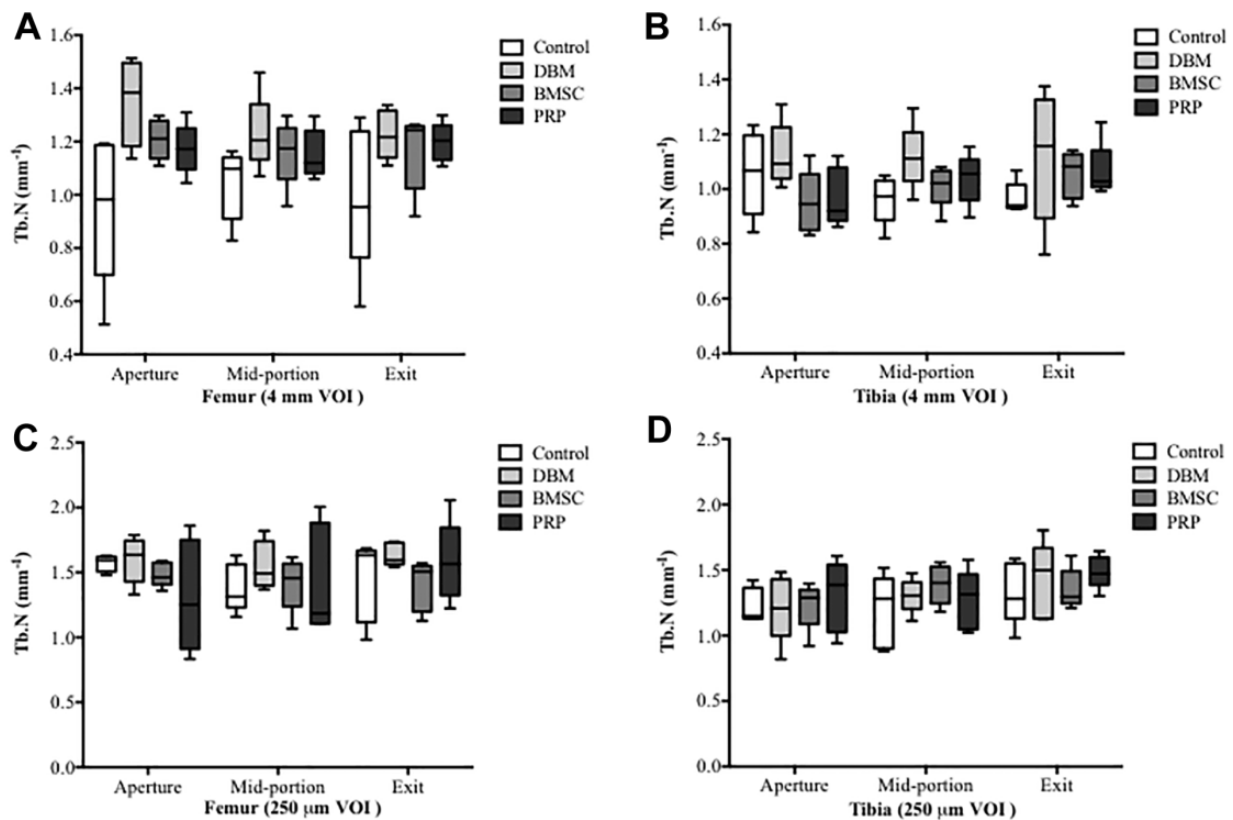 A
Tb.N (mm⁻¹)
1.6
1.4
1.2
1.0
0.8
0.6
0.4
Aperture Mid-portion Exit
Femur (4 mm VOI )
Control
DBM
BMSC
PRP
B
Tb.N (mm⁻¹)
1.6
1.4
1.2
1.0
0.8
0.6
0.4
Aperture Mid-portion Exit
Tibia (4 mm VOI )
Control
DBM
BMSC
PRP
C
Tb.N (mm⁻¹)
2.5
2.0
1.5
1.0
0.5
0.0
Aperture Mid-portion Exit
Femur (250 μm VOI )
Control
DBM
BMSC
PRP
D
Tb.N (mm⁻¹)
2.5
2.0
1.5
1.0
0.5
0.0
Aperture Mid-portion Exit
Tibia (250 μm VOI )
Control
DBM
BMSC
PRP